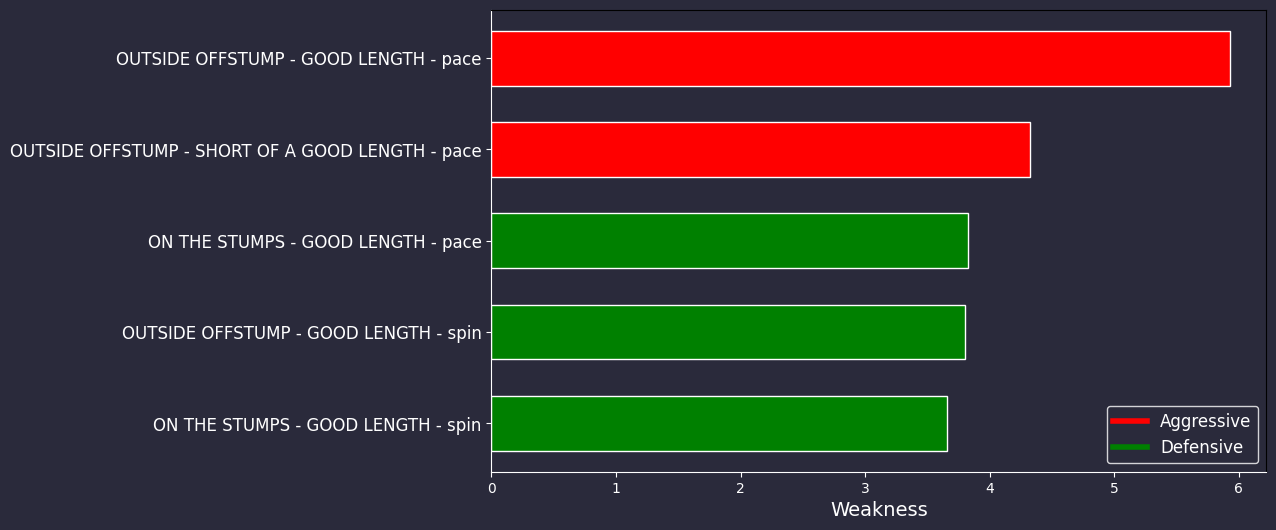 OUTSIDE OFFSTUMP - GOOD LENGTH - pace
OUTSIDE OFFSTUMP - SHORT OF A GOOD LENGTH - pace
ON THE STUMPS - GOOD LENGTH - pace
OUTSIDE OFFSTUMP - GOOD LENGTH - spin
ON THE STUMPS - GOOD LENGTH - spin
Aggressive
Defensive
0 1 2 3 4 5 6
Weakness